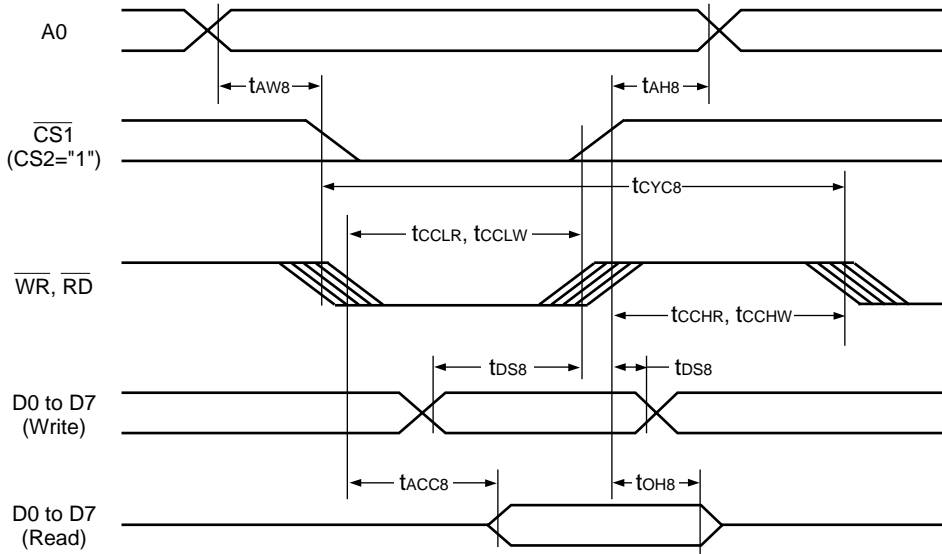 A0
tAW8
tAH8
CS1
(CS2="1")
tCYC8
tCCLR, tCCLW
WR, RD
tCCHR, tCCHW
tDS8
tDS8
D0 to D7
(Write)
tACC8
tOH8
D0 to D7
(Read)